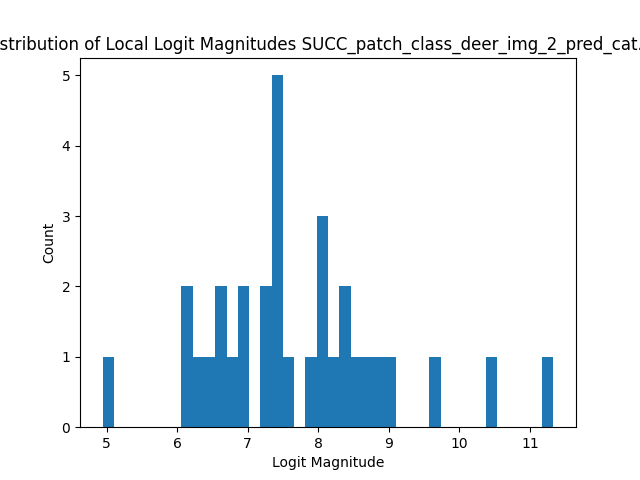 stribution of Local Logit Magnitudes SUCC_patch_class_deer_img_2_pred_cat.
5
4
3
2
1
0
Count
5 6 7 8 9 10 11
Logit Magnitude